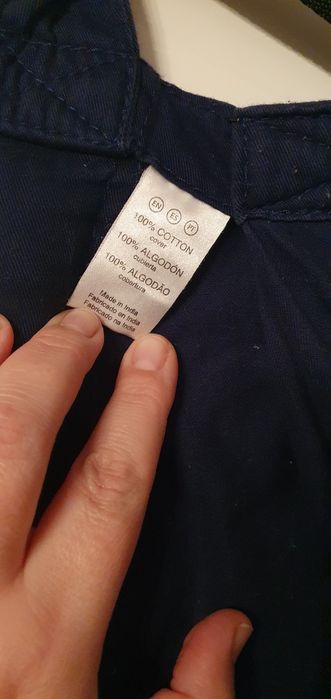 EN ES PT
100% COTTON
cover
100% ALGODÓN
cubierta
100% ALGODÃO
cobertura
Made in India
Fabricado en India
Fabricado na India